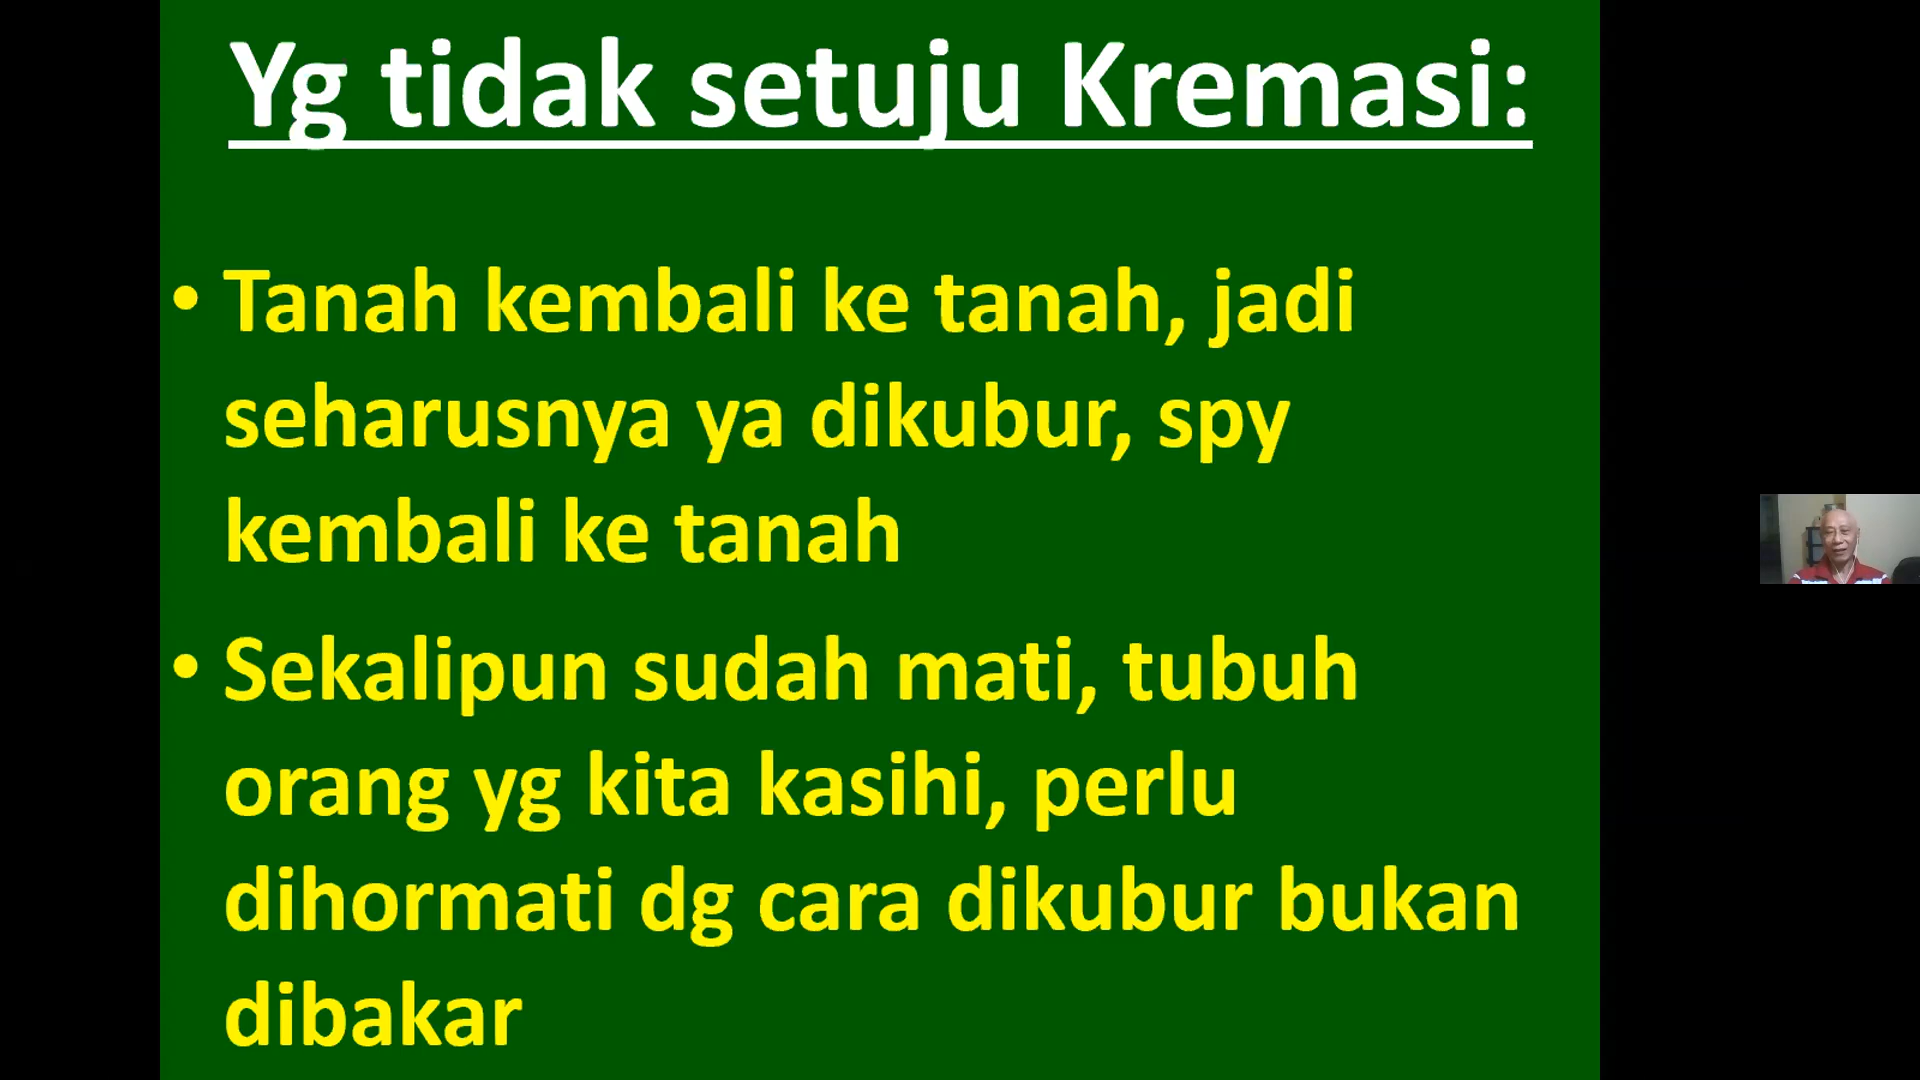 Yg tidak setuju Kremasi:
• Tanah kembali ke tanah, jadi
seharusnya ya dikubur, spy
kembali ke tanah
• Sekalipun sudah mati, tubuh
orang yg kita kasihi, perlu
dihormati dg cara dikubur bukan
dibakar